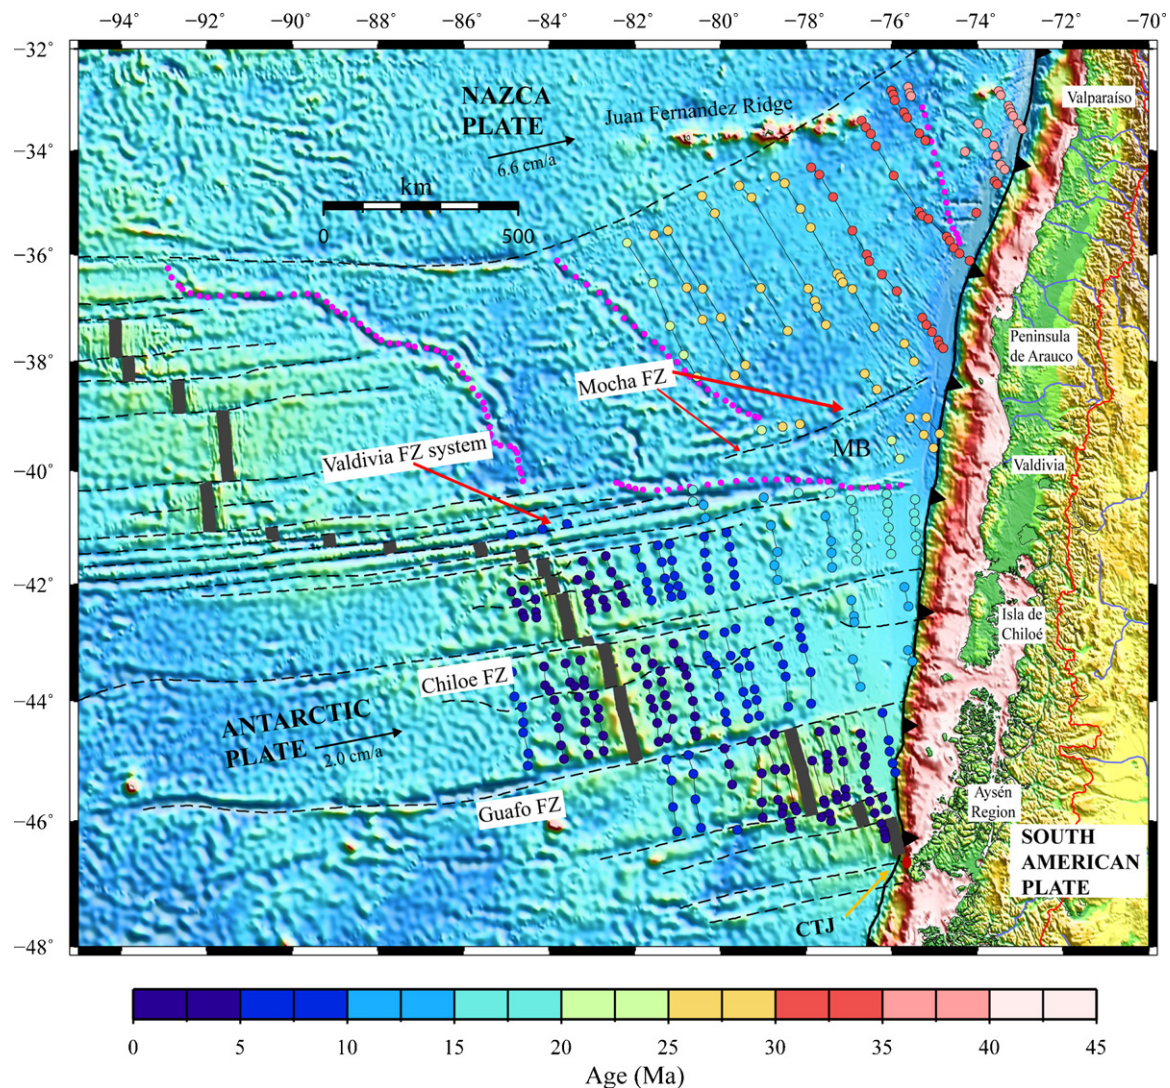 −94° −92° −90° −88° −86° −84° −82° −80° −78° −76° −74° −72° −70°
−32°
−34°
−36°
−38°
−40°
−42°
−44°
−46°
−48°
NAZCA
PLATE
6.6 cm/a
Juan Fernandez Ridge
Valparaíso
km
0 500
Peninsula
de Arauco
Mocha FZ
MB
Valdivia FZ system
Valdivia
Isla de
Chiloé
Chiloe FZ
ANTARCTIC
PLATE
2.0 cm/a
Guafo FZ
Aysén
Region
SOUTH
AMERICAN
PLATE
CTJ
0 5 10 15 20 25 30 35 40 45
Age (Ma)